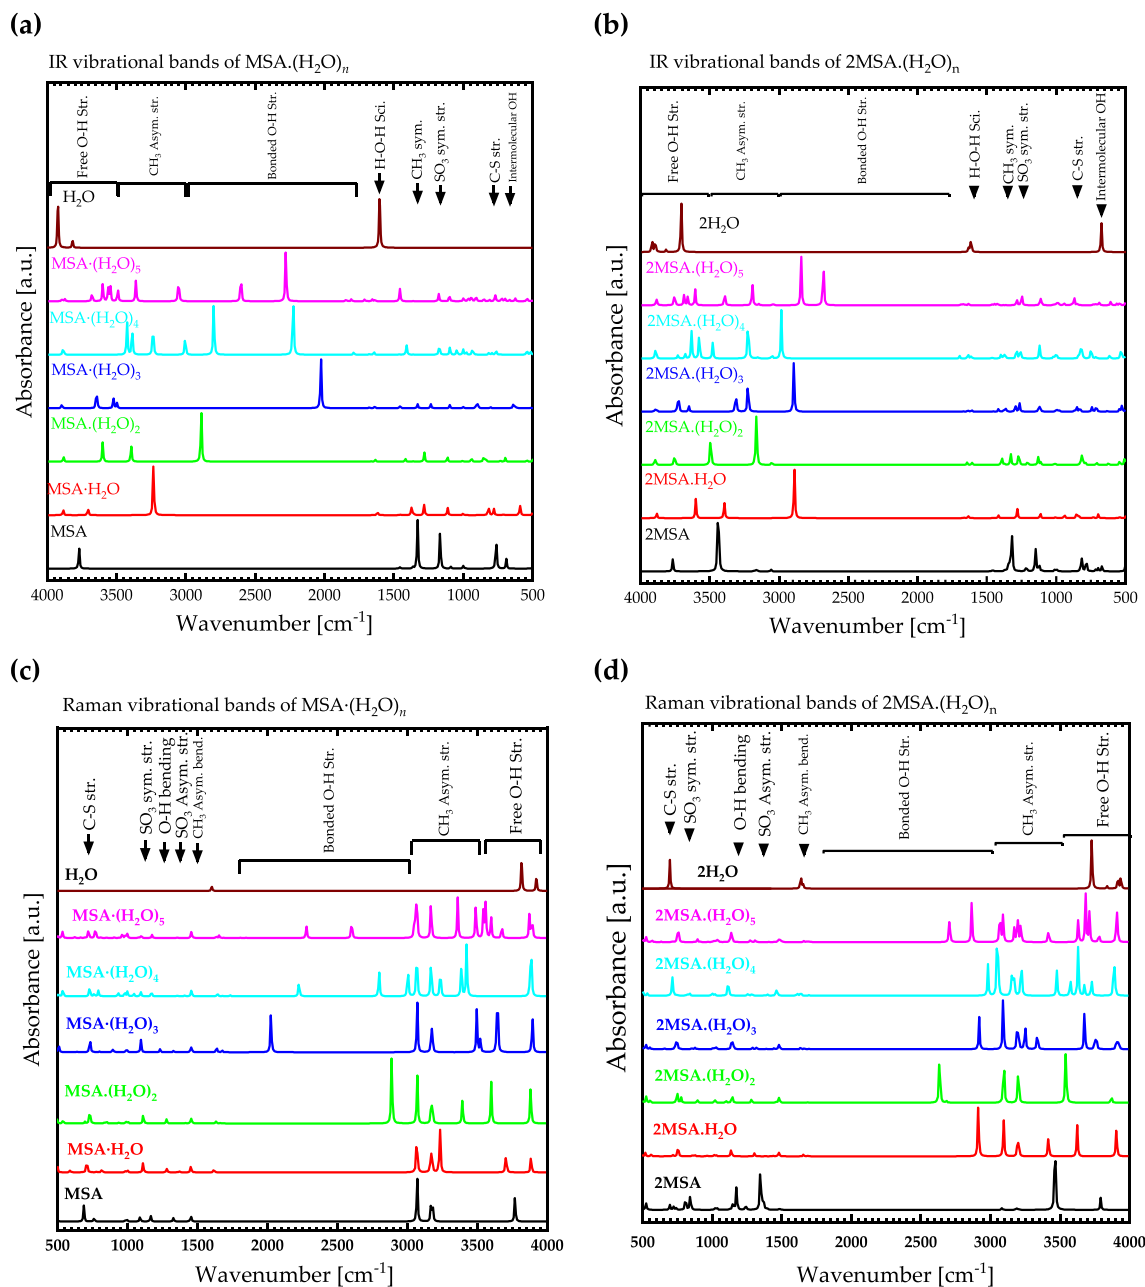 (a)
IR vibrational bands of MSA.(H₂O)ₙ
Free O-H Str.
CH₃ Asym. str.
Bonded O-H Str.
H-O-H Sci.
CH₃ sym.
SO₃ sym. str.
C-S str.
Intermolecular OH
H₂O
MSA·(H₂O)₅
MSA·(H₂O)₄
MSA·(H₂O)₃
MSA.(H₂O)₂
MSA·H₂O
MSA
Absorbance [a.u.]
4000 3500 3000 2500 2000 1500 1000 500
Wavenumber [cm⁻¹]
(b)
IR vibrational bands of 2MSA.(H₂O)ₙ
Free O-H Str.
CH₃ Asym. str.
Bonded O-H Str.
H-O-H Sci.
CH₃ sym.
SO₃ sym. str.
C-S str.
Intermolecular OH
2H₂O
2MSA.(H₂O)₅
2MSA.(H₂O)₄
2MSA.(H₂O)₃
2MSA.(H₂O)₂
2MSA.H₂O
2MSA
Absorbance [a.u.]
4000 3500 3000 2500 2000 1500 1000 500
Wavenumber [cm⁻¹]
(c)
Raman vibrational bands of MSA·(H₂O)ₙ
C-S str.
SO₃ sym. str.
O-H bending
SO₃ Asym. str.
CH₃ Asym. bend.
Bonded O-H Str.
CH₃ Asym. str.
Free O-H Str.
H₂O
MSA·(H₂O)₅
MSA·(H₂O)₄
MSA·(H₂O)₃
MSA.(H₂O)₂
MSA·H₂O
MSA
Absorbance [a.u.]
500 1000 1500 2000 2500 3000 3500 4000
Wavenumber [cm⁻¹]
(d)
Raman vibrational bands of 2MSA.(H₂O)ₙ
C-S str.
SO₃ sym. str.
O-H bending
SO₃ Asym. str.
CH₃ Asym. bend.
Bonded O-H Str.
CH₃ Asym. str.
Free O-H Str.
2H₂O
2MSA.(H₂O)₅
2MSA.(H₂O)₄
2MSA.(H₂O)₃
2MSA.(H₂O)₂
2MSA.H₂O
2MSA
Absorbance [a.u.]
500 1000 1500 2000 2500 3000 3500 4000
Wavenumber [cm⁻¹]